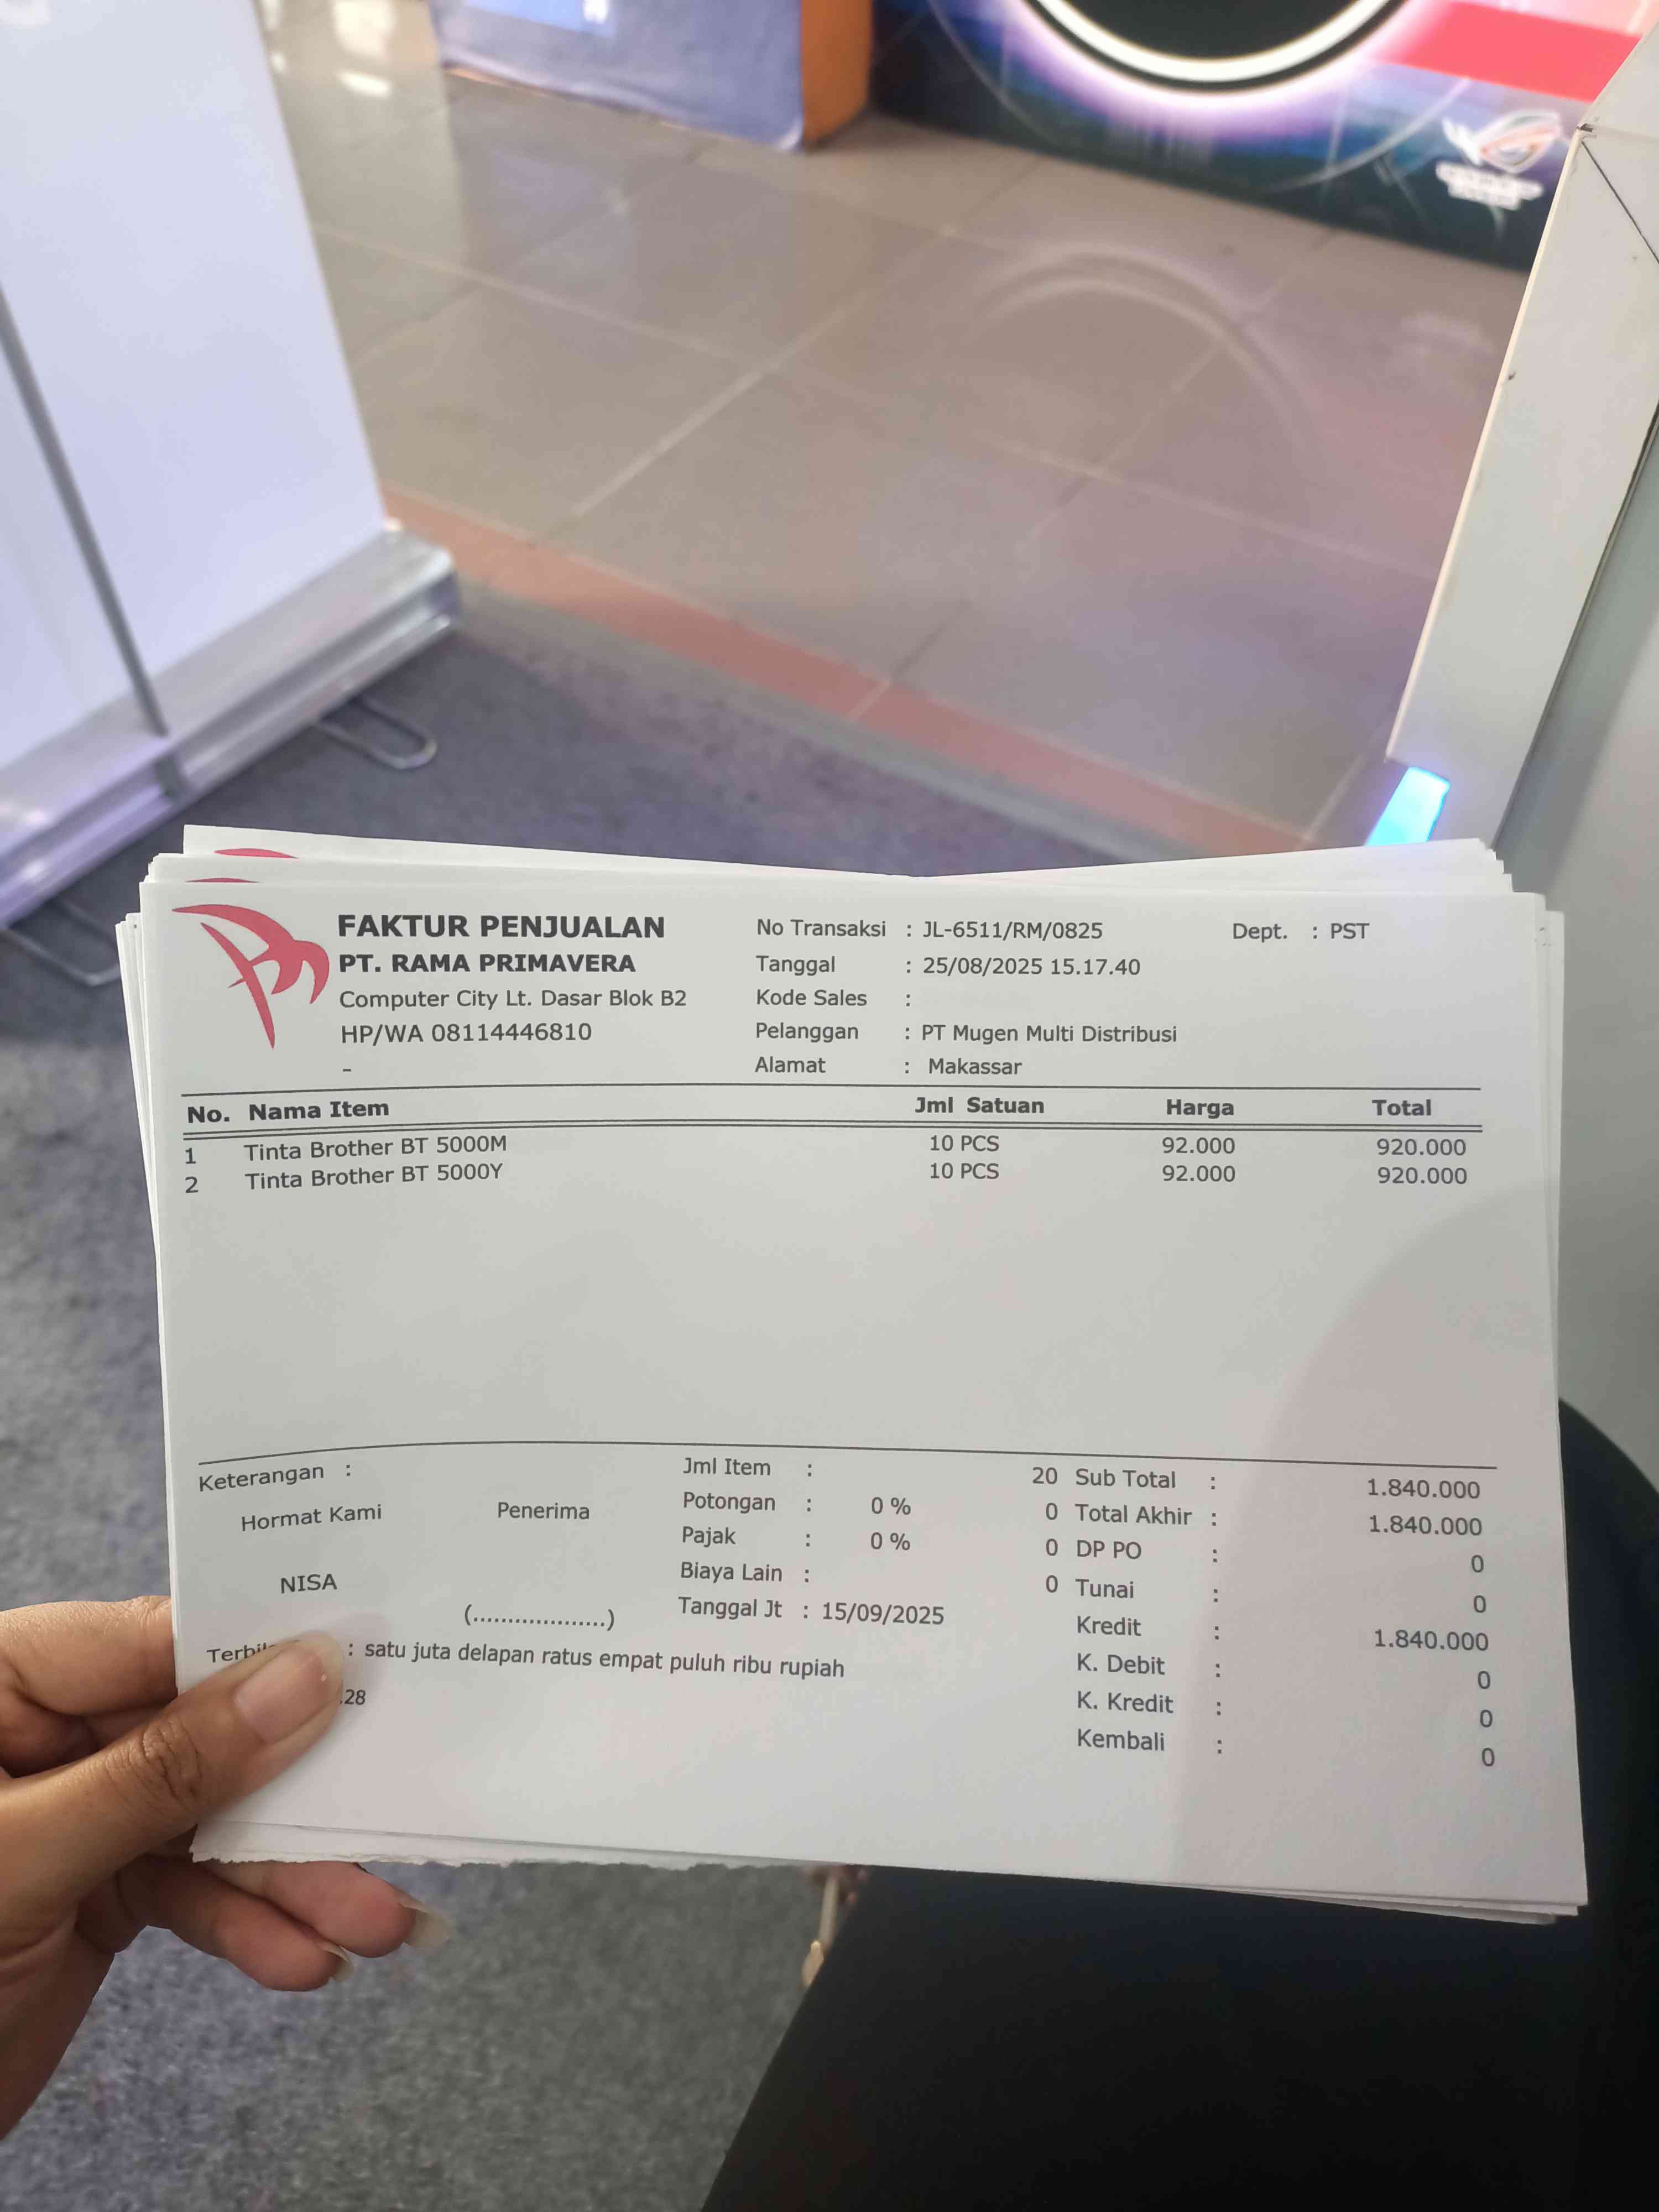 FAKTUR PENJUALAN
PT. RAMA PRIMAVERA
Computer City Lt. Dasar Blok B2
HP/WA 08114446810
-
No Transaksi : JL-6511/RM/0825
Dept. : PST
Tanggal : 25/08/2025 15.17.40
Kode Sales :
Pelanggan : PT Mugen Multi Distribusi
Alamat : Makassar
No. Nama Item Jml Satuan Harga Total
1 Tinta Brother BT 5000M 10 PCS 92.000 920.000
2 Tinta Brother BT 5000Y 10 PCS 92.000 920.000
Keterangan :
Hormat Kami Penerima
NISA
(...................)
Jml Item : 20
Potongan : 0 % 0
Pajak : 0 % 0
Biaya Lain : 0
Tanggal Jt : 15/09/2025
Sub Total : 1.840.000
Total Akhir : 1.840.000
DP PO : 0
Tunai : 0
Kredit : 1.840.000
K. Debit : 0
K. Kredit : 0
Kembali : 0
: satu juta delapan ratus empat puluh ribu rupiah
.28